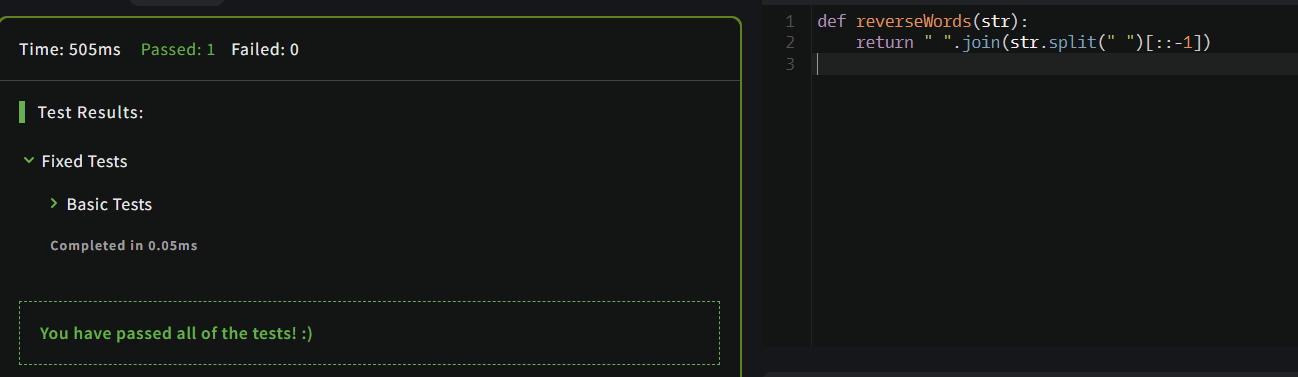 Time: 505ms Passed: 1 Failed: 0
Test Results:
Fixed Tests
Basic Tests
Completed in 0.05ms
You have passed all of the tests! :)
1 def reverseWords(str):
2     return " ".join(str.split(" ")[::-1])
3